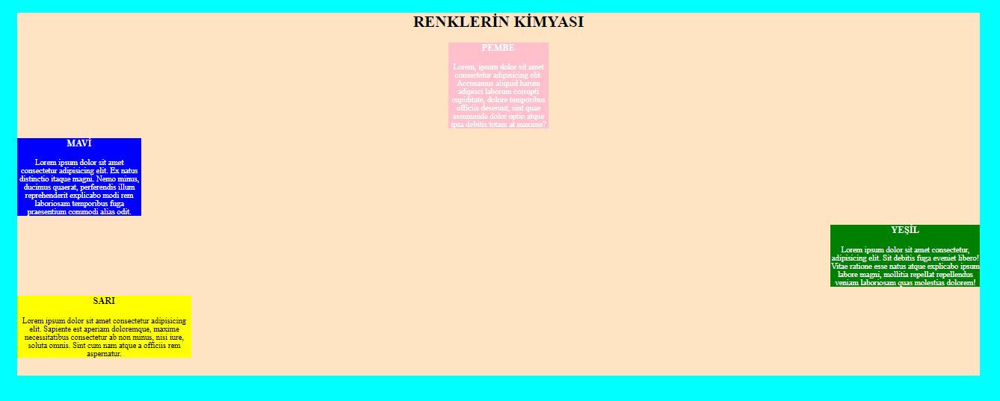 RENKLERİN KİMYASI
PEMBE
Lorem, ipsum dolor sit amet
consectetur adipisicing elit.
Accusamus aliquid harum
adipisci laborum corrupti
cupiditate, dolore temporibus
officiis deserunt, sint quae
assumenda dolor optio atque
ipsa debitis totam at maxime?
MAVİ
Lorem ipsum dolor sit amet
consectetur adipisicing elit. Ex natus
distinctio itaque magni. Nemo minus,
ducimus quaerat, perferendis illum
reprehenderit explicabo modi rem
laboriosam temporibus fuga
praesentium commodi alias odit.
YEŞİL
Lorem ipsum dolor sit amet consectetur,
adipisicing elit. Sit debitis fuga eveniet libero!
Vitae ratione esse natus atque explicabo ipsum
labore magni, mollitia repellat repellendus
veniam laboriosam quas molestias dolorem!
SARI
Lorem ipsum dolor sit amet consectetur adipisicing
elit. Sapiente est aperiam doloremque, maxime
necessitatibus consectetur ab non minus, nisi iure,
soluta omnis. Sint cum nam atque a officiis rem
aspernatur.